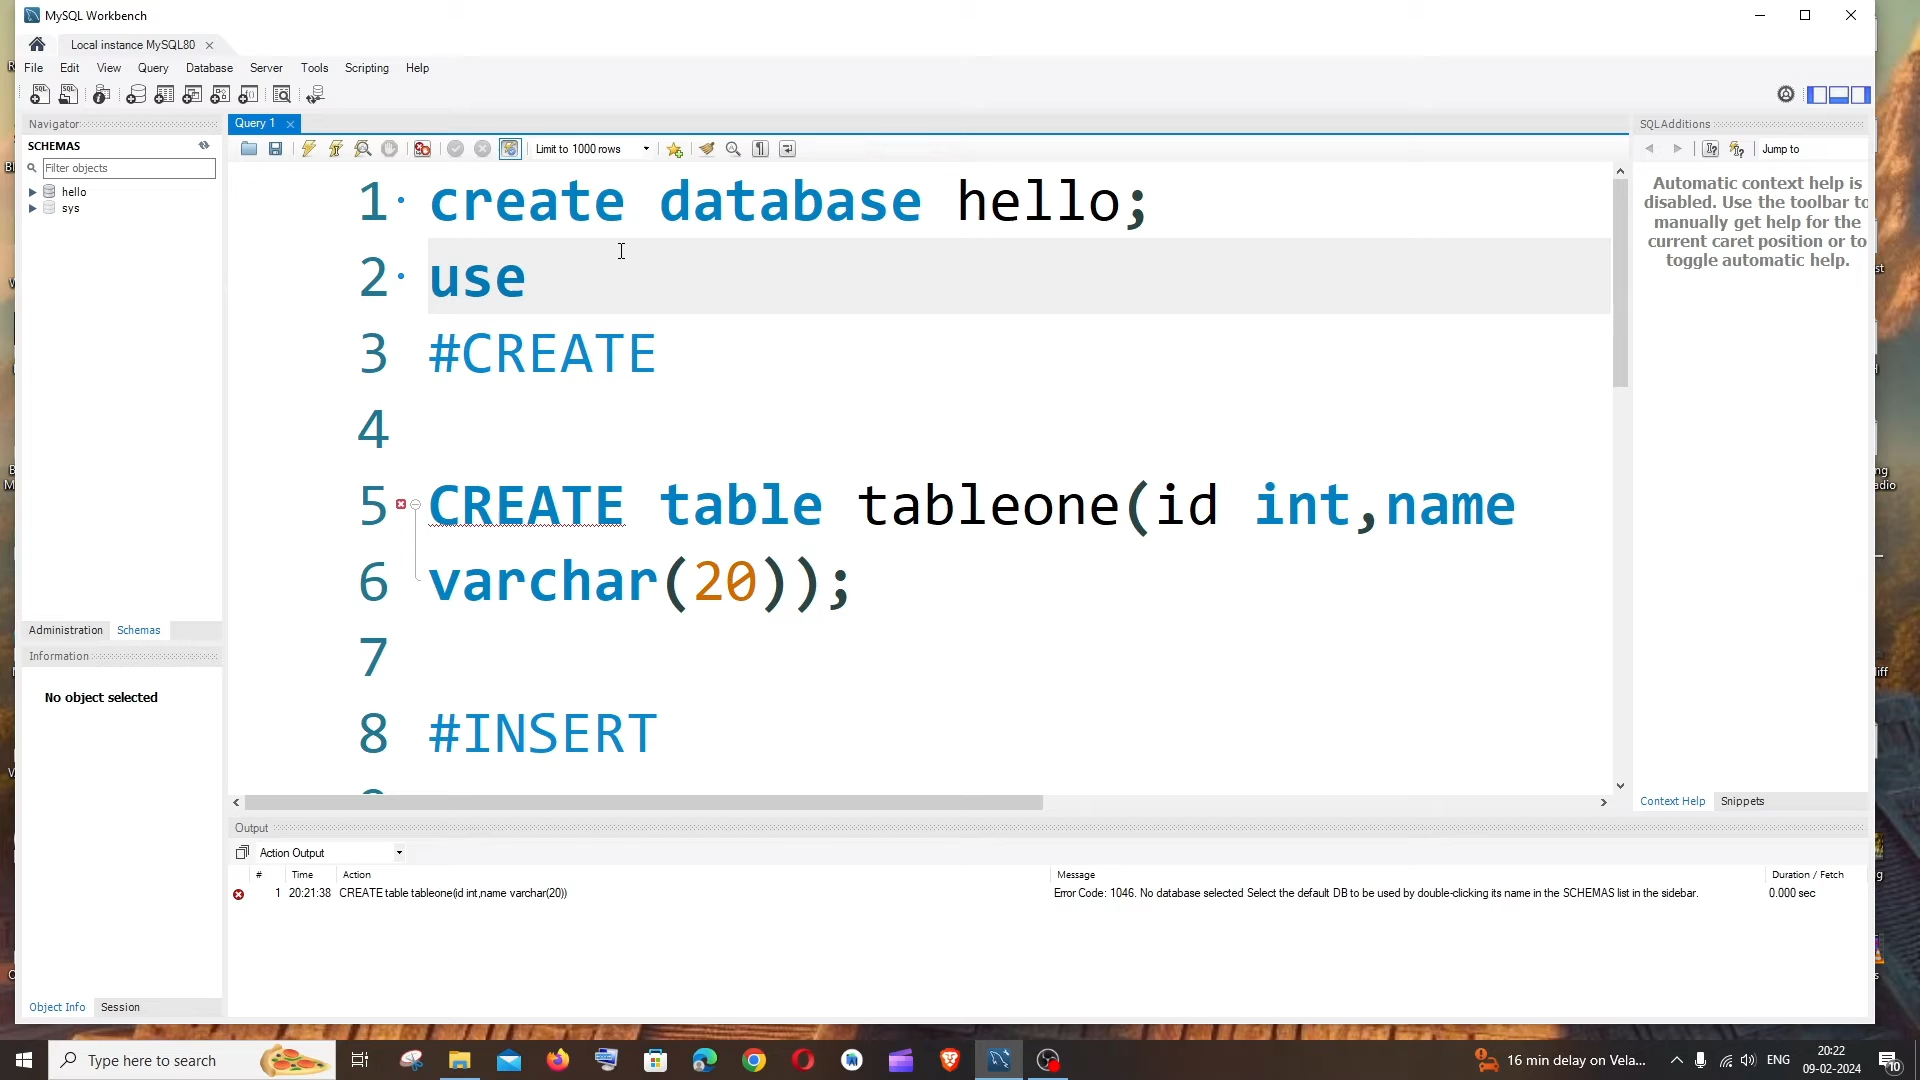 MySQL Workbench
Local instance MySQL80
File Edit View Query Database Server Tools Scripting Help
Navigator
SCHEMAS
Filter objects
hello
sys
Administration Schemas
Information
No object selected
Object Info Session
Query 1
Limit to 1000 rows
1 create database hello;
2 use
3 #CREATE
4
5 CREATE table tableone(id int,name
6 varchar(20));
7
8 #INSERT
SQLAdditions
Jump to
Automatic context help is
disabled. Use the toolbar to
manually get help for the
current caret position or to
toggle automatic help.
Context Help Snippets
Output
Action Output
# Time Action Message Duration / Fetch
1 20:21:38 CREATE table tableone(id int,name varchar(20)) Error Code: 1046. No database selected Select the default DB to be used by double-clicking its name in the SCHEMAS list in the sidebar. 0.000 sec
Type here to search
16 min delay on Vela...
ENG
20:22
09-02-2024
10